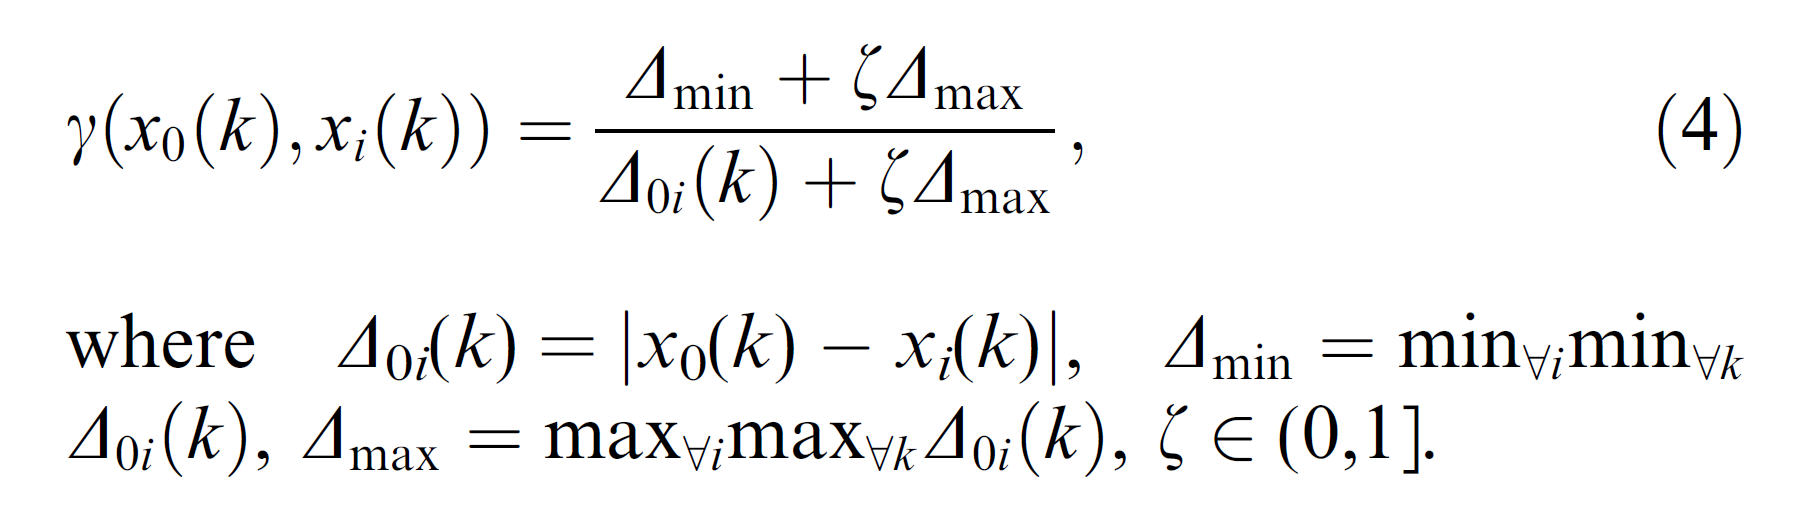 γ(x₀(k), xᵢ(k)) = (Δ_min + ζΔ_max) / (Δ₀ᵢ(k) + ζΔ_max), (4)
where Δ₀ᵢ(k) = |x₀(k) − xᵢ(k)|, Δ_min = min_∀i min_∀k
Δ₀ᵢ(k), Δ_max = max_∀i max_∀k Δ₀ᵢ(k), ζ ∈ (0,1].